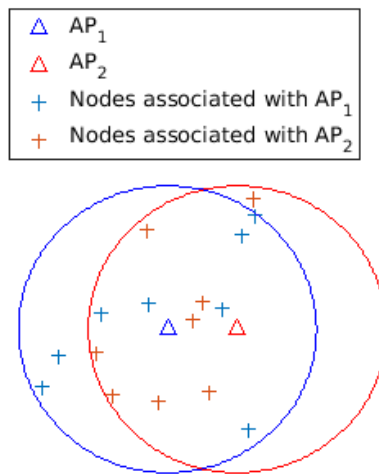 AP₁
AP₂
Nodes associated with AP₁
Nodes associated with AP₂